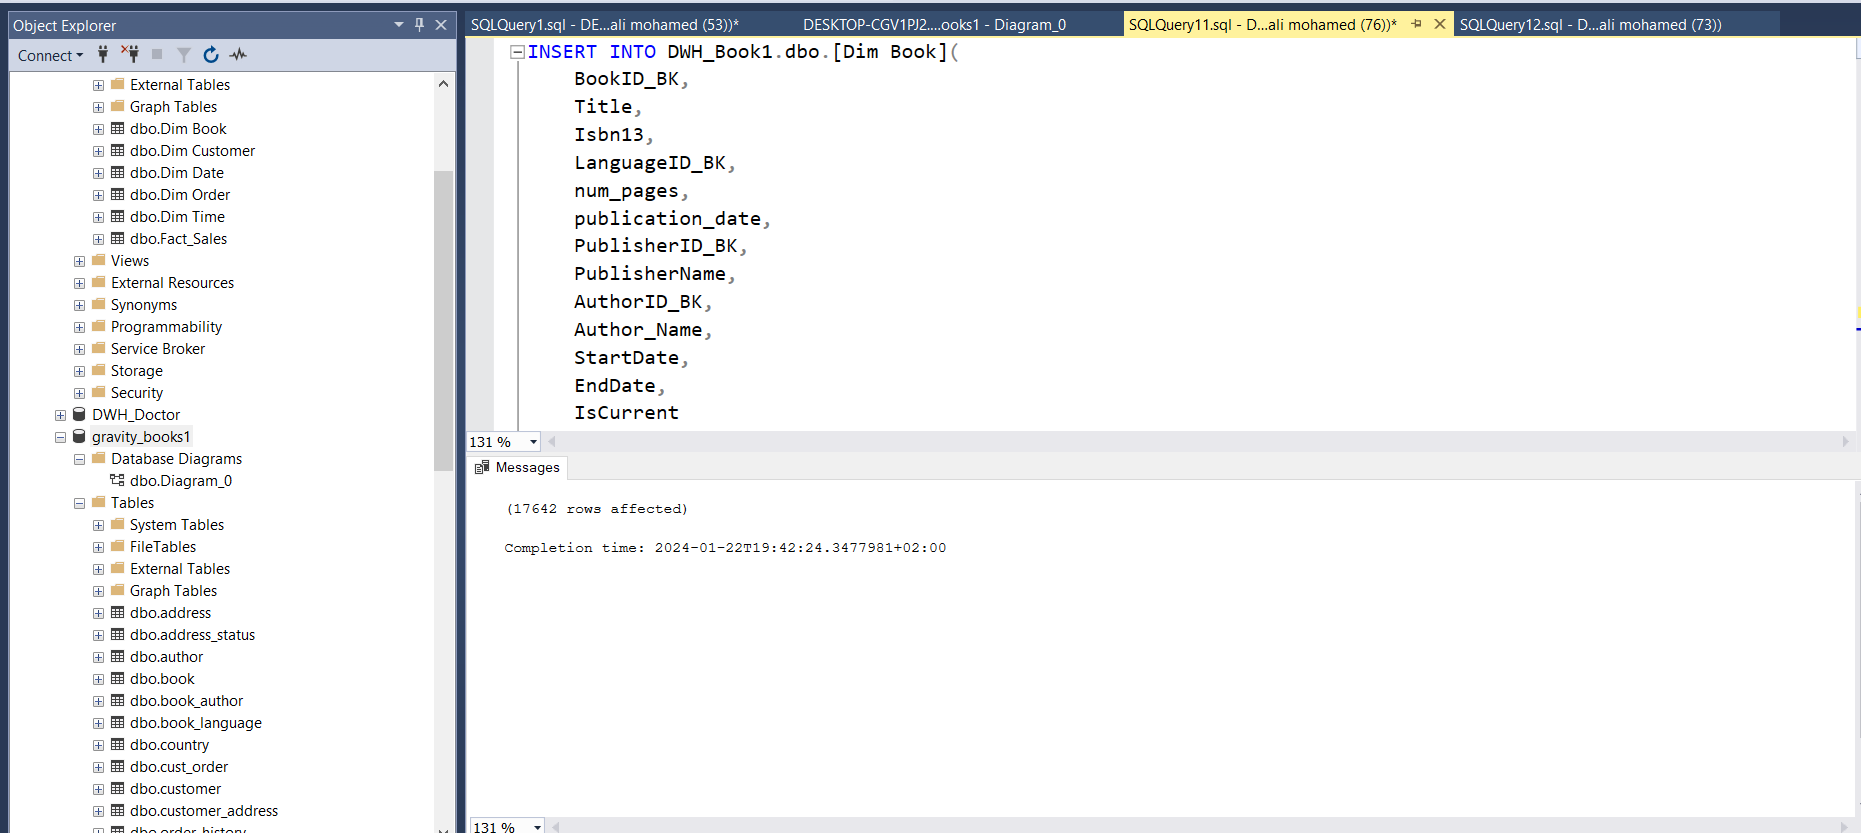 Object Explorer
Connect
External Tables
Graph Tables
dbo.Dim Book
dbo.Dim Customer
dbo.Dim Date
dbo.Dim Order
dbo.Dim Time
dbo.Fact_Sales
Views
External Resources
Synonyms
Programmability
Service Broker
Storage
Security
DWH_Doctor
gravity_books1
Database Diagrams
dbo.Diagram_0
Tables
System Tables
FileTables
External Tables
Graph Tables
dbo.address
dbo.address_status
dbo.author
dbo.book
dbo.book_author
dbo.book_language
dbo.country
dbo.cust_order
dbo.customer
dbo.customer_address
dbo.order_history
SQLQuery1.sql - DE...ali mohamed (53))*
DESKTOP-CGV1PJ2....ooks1 - Diagram_0
SQLQuery11.sql - D...ali mohamed (76))*
SQLQuery12.sql - D...ali mohamed (73))
INSERT INTO DWH_Book1.dbo.[Dim Book](
BookID_BK,
Title,
Isbn13,
LanguageID_BK,
num_pages,
publication_date,
PublisherID_BK,
PublisherName,
AuthorID_BK,
Author_Name,
StartDate,
EndDate,
IsCurrent
131 %
Messages
(17642 rows affected)
Completion time: 2024-01-22T19:42:24.3477981+02:00
131 %